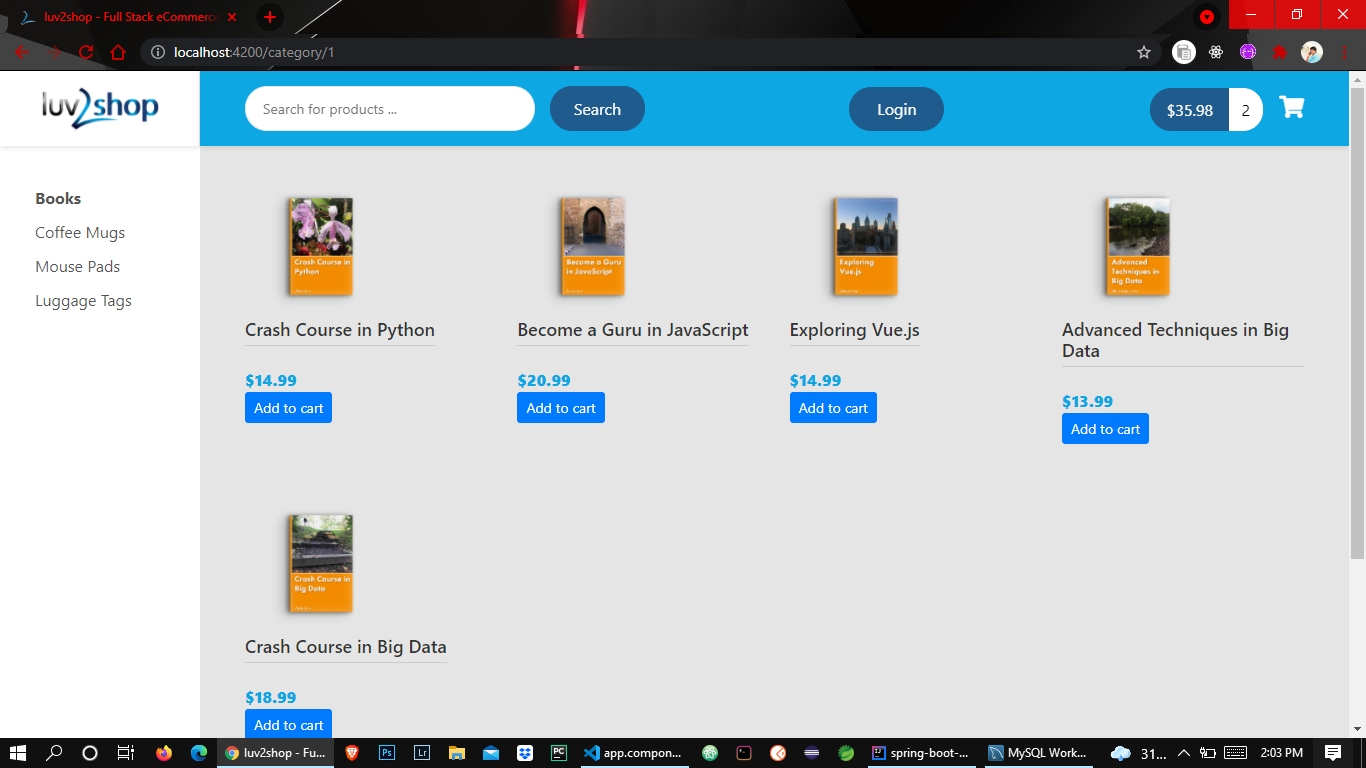 luv2shop - Full Stack eCommerce
localhost:4200/category/1
luv2shop
Search for products ...
Search
Login
$35.98
2
Books
Coffee Mugs
Mouse Pads
Luggage Tags
Crash Course in
Python
Become a Guru
in JavaScript
Exploring
Vue.js
Advanced
Techniques in
Big Data
Crash Course in Python
Become a Guru in JavaScript
Exploring Vue.js
Advanced Techniques in Big
Data
$14.99
$20.99
$14.99
$13.99
Add to cart
Add to cart
Add to cart
Add to cart
Crash Course in
Big Data
Crash Course in Big Data
$18.99
Add to cart
luv2shop - Fu...
Ps
Lr
PC
app.compon...
IJ
spring-boot-...
MySQL Work...
31...
2:03 PM